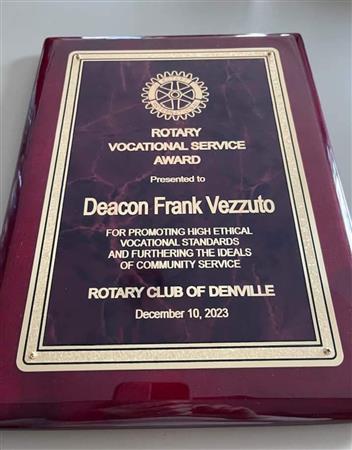 ROTARY
VOCATIONAL SERVICE
AWARD
Presented to
Deacon Frank Vezzuto
FOR PROMOTING HIGH ETHICAL
VOCATIONAL STANDARDS
AND FURTHERING THE IDEALS
OF COMMUNITY SERVICE
ROTARY CLUB OF DENVILLE
December 10, 2023